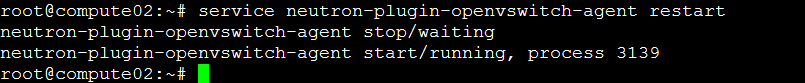 root@compute02:~# service neutron-plugin-openvswitch-agent restart
neutron-plugin-openvswitch-agent stop/waiting
neutron-plugin-openvswitch-agent start/running, process 3139
root@compute02:~#